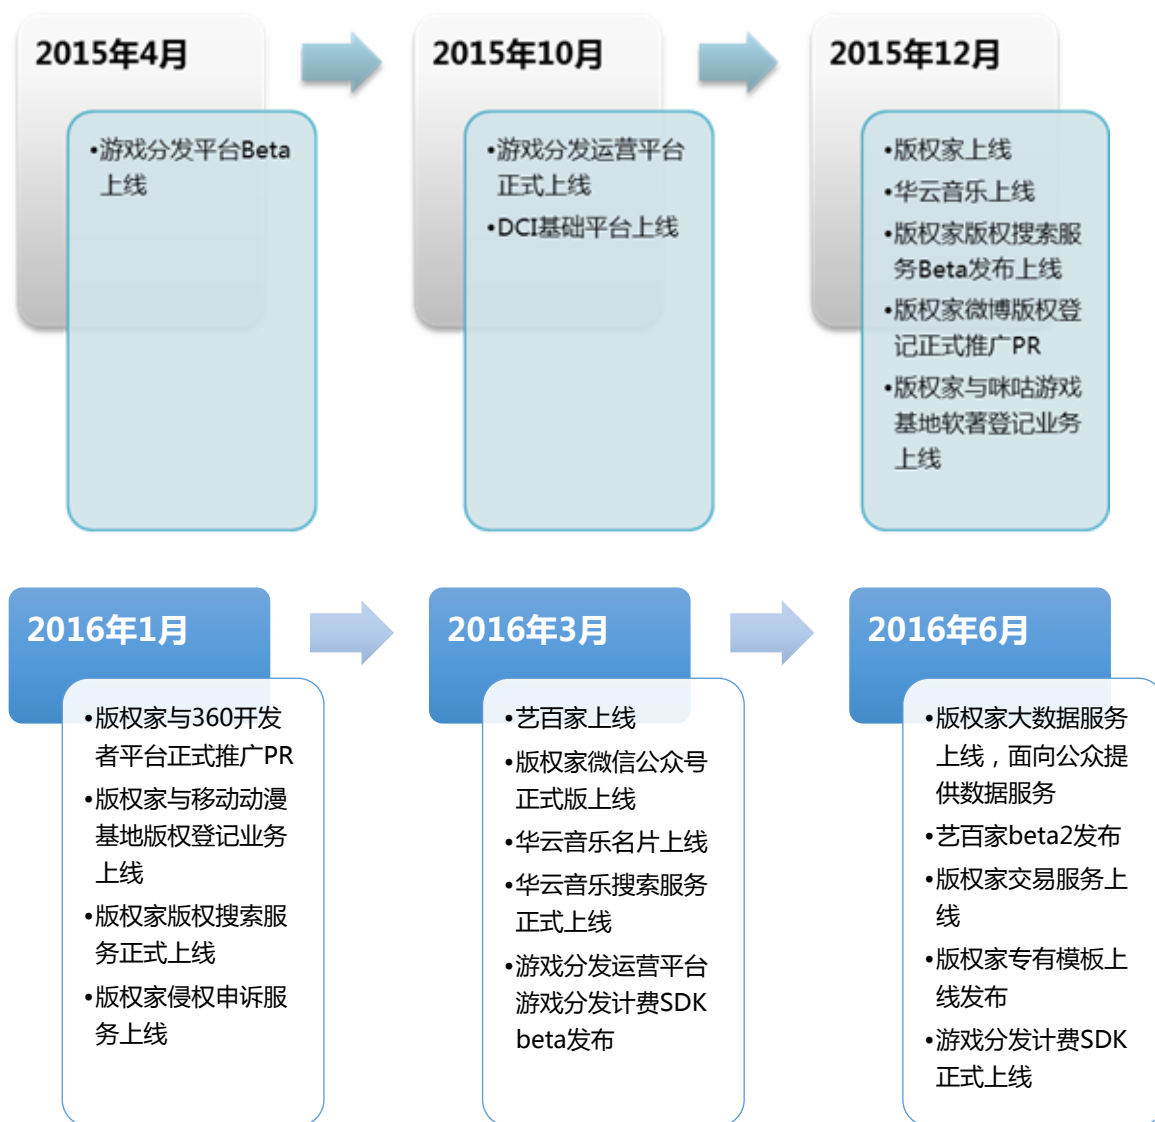 2015年4月
•游戏分发平台Beta
上线
2015年10月
•游戏分发运营平台
正式上线
•DCI基础平台上线
2015年12月
•版权家上线
•华云音乐上线
•版权家版权搜索服
务Beta发布上线
•版权家微博版权登
记正式推广PR
•版权家与咪咕游戏
基地软著登记业务
上线
2016年1月
•版权家与360开发
者平台正式推广PR
•版权家与移动动漫
基地版权登记业务
上线
•版权家版权搜索服
务正式上线
•版权家侵权申诉服
务上线
2016年3月
•艺百家上线
•版权家微信公众号
正式版上线
•华云音乐名片上线
•华云音乐搜索服务
正式上线
•游戏分发运营平台
游戏分发计费SDK
beta发布
2016年6月
•版权家大数据服务
上线，面向公众提
供数据服务
•艺百家beta2发布
•版权家交易服务上
线
•版权家专有模板上
线发布
•游戏分发计费SDK
正式上线